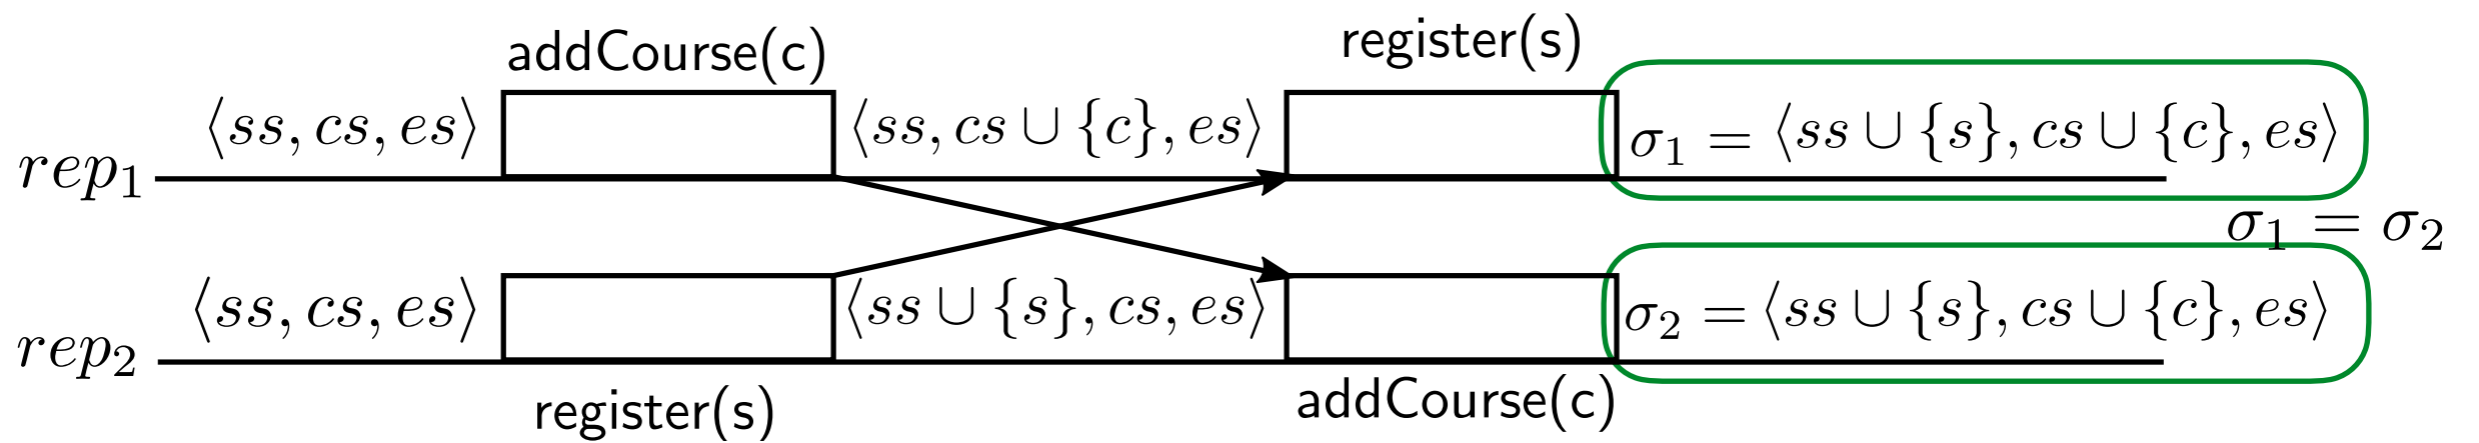 addCourse(c) register(s)
⟨ss, cs, es⟩ ⟨ss, cs ∪ {c}, es⟩ σ₁ = ⟨ss ∪ {s}, cs ∪ {c}, es⟩
rep₁
σ₁ = σ₂
⟨ss, cs, es⟩ ⟨ss ∪ {s}, cs, es⟩ σ₂ = ⟨ss ∪ {s}, cs ∪ {c}, es⟩
rep₂
register(s) addCourse(c)